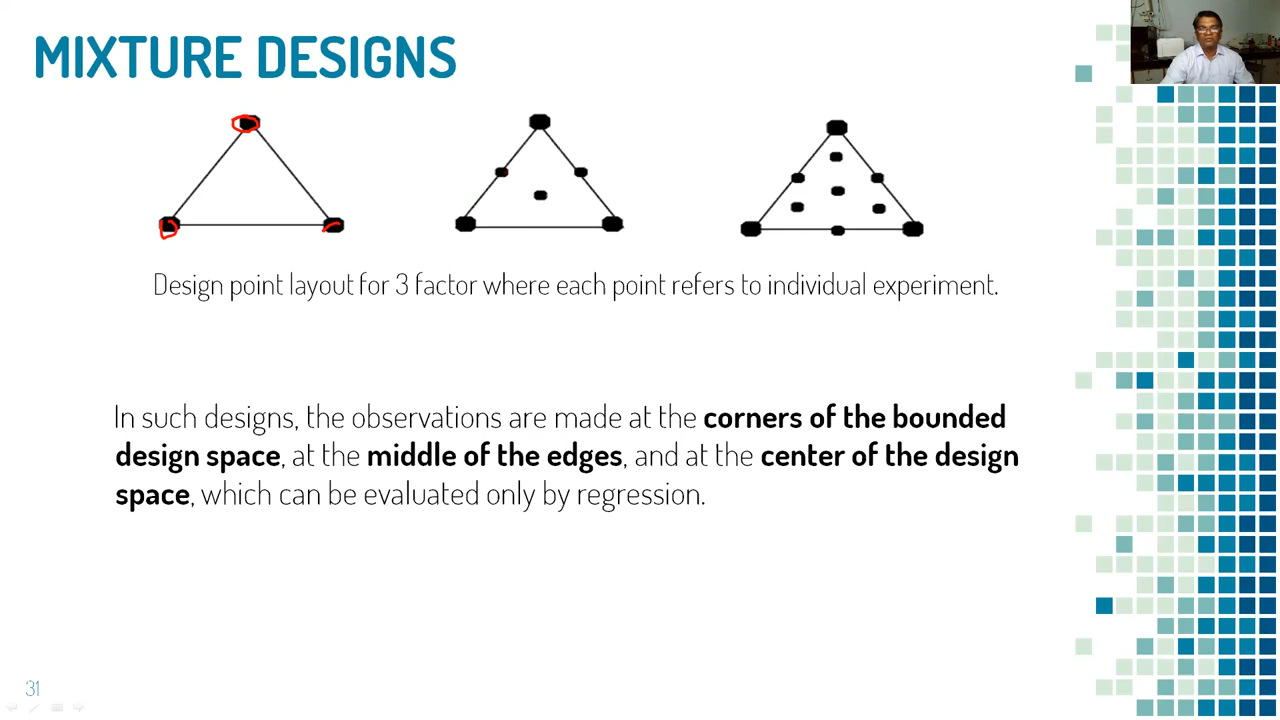 MIXTURE DESIGNS
Design point layout for 3 factor where each point refers to individual experiment.
In such designs, the observations are made at the corners of the bounded
design space, at the middle of the edges, and at the center of the design
space, which can be evaluated only by regression.
31